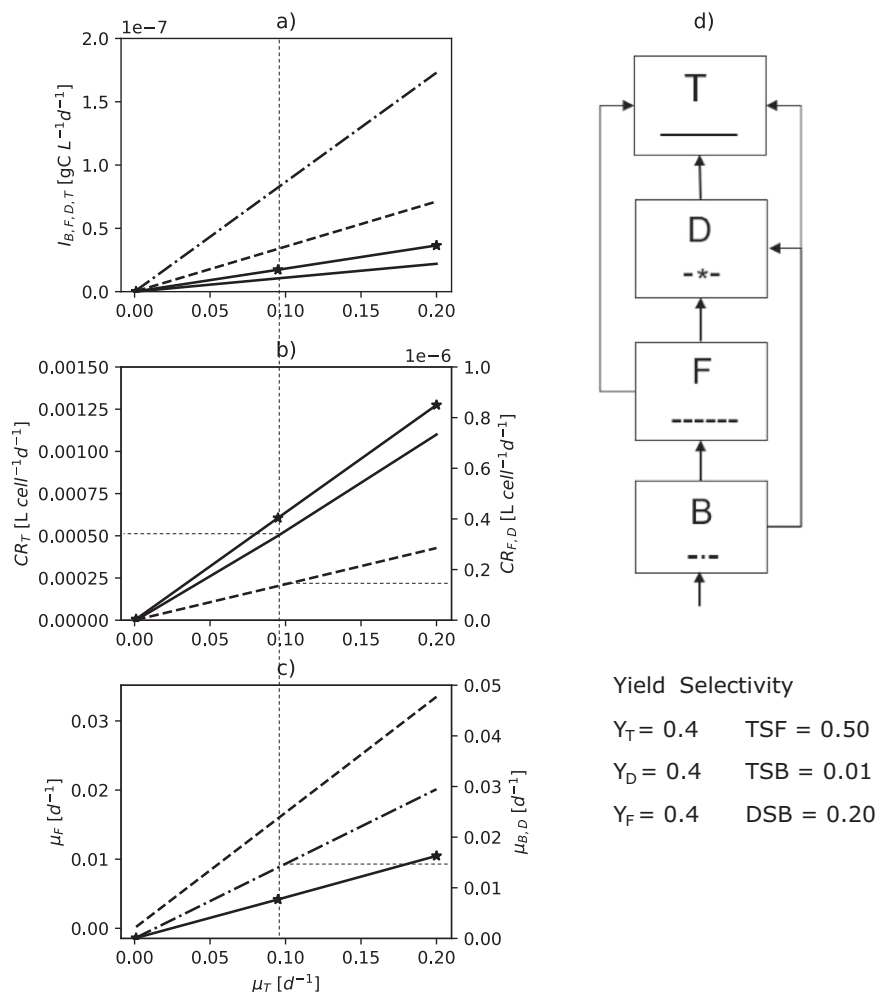 a)
1e−7
2.0
1.5
1.0
0.5
0.0
I_{B,F,D,T} [gC L^{-1}d^{-1}]
0.00 0.05 0.10 0.15 0.20
b)
1e−6
0.00150
0.00125
0.00100
0.00075
0.00050
0.00025
0.00000
CR_T [L cell^{-1}d^{-1}]
1.0
0.8
0.6
0.4
0.2
0.0
CR_{F,D} [L cell^{-1}d^{-1}]
0.00 0.05 0.10 0.15 0.20
c)
0.03
0.02
0.01
0.00
μ_F [d^{-1}]
0.05
0.04
0.03
0.02
0.01
0.00
μ_{B,D} [d^{-1}]
0.00 0.05 0.10 0.15 0.20
μ_T [d^{-1}]
d)
T
D
-*-
F
------
B
-·-
Yield Selectivity
Y_T = 0.4 TSF = 0.50
Y_D = 0.4 TSB = 0.01
Y_F = 0.4 DSB = 0.20